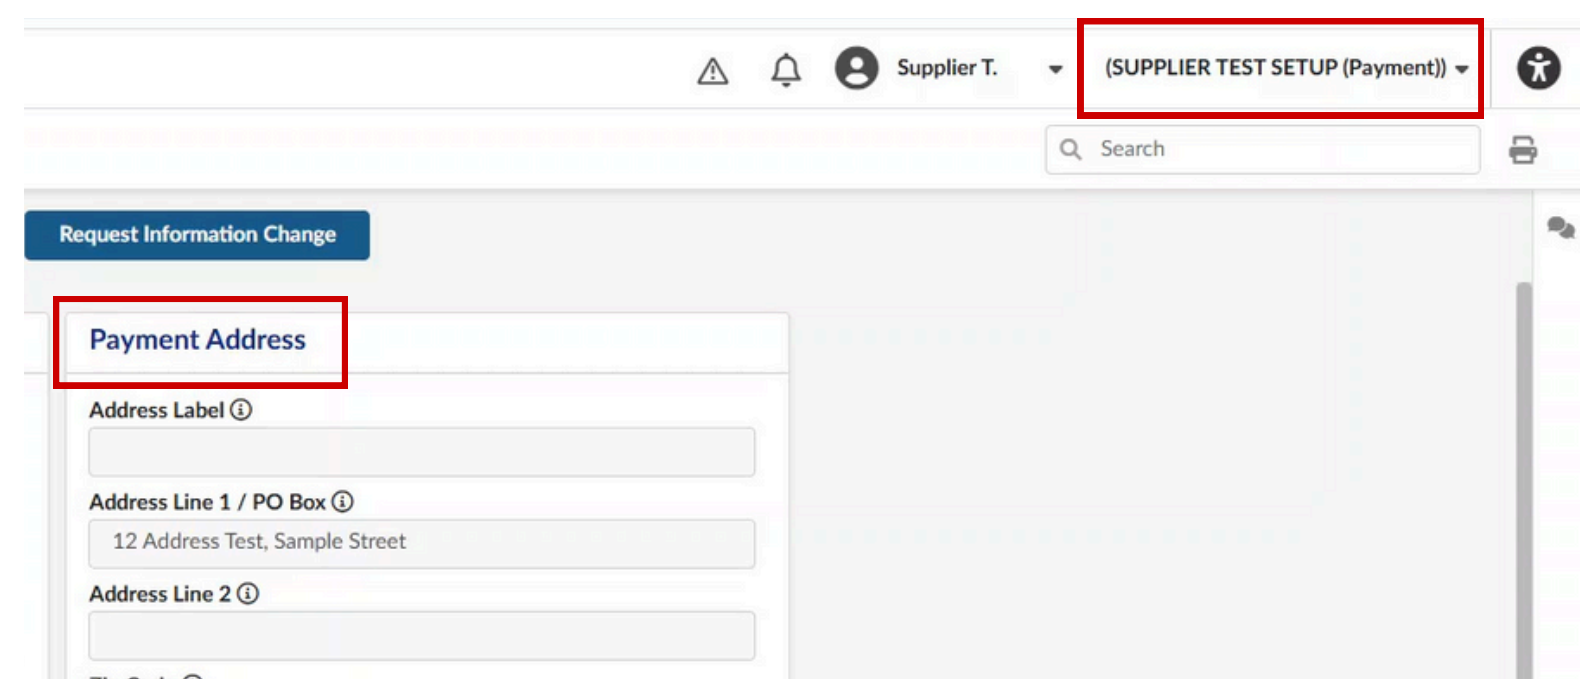 Supplier T.
(SUPPLIER TEST SETUP (Payment))
Search
Request Information Change
Payment Address
Address Label
Address Line 1 / PO Box
12 Address Test, Sample Street
Address Line 2